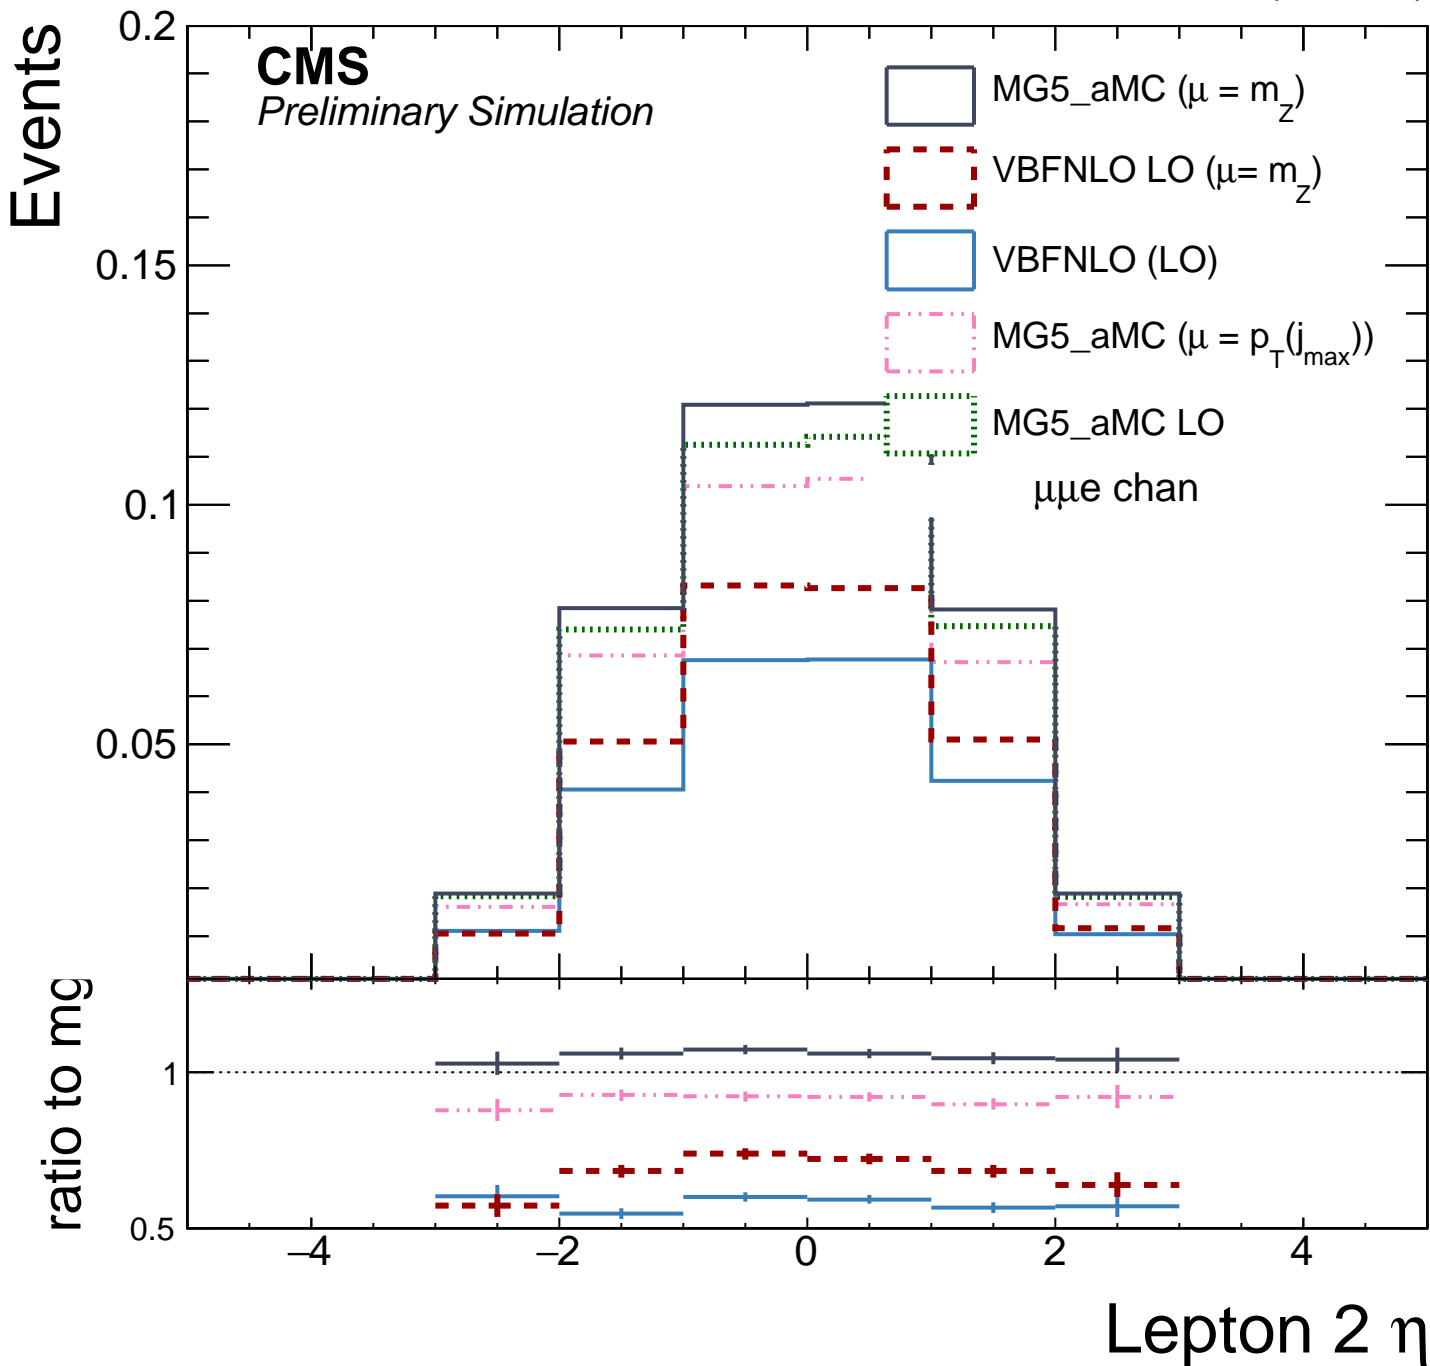 0.2
CMS
Preliminary Simulation
Events
MG5_aMC (μ = m_Z)
VBFNLO LO (μ= m_Z)
0.15
VBFNLO (LO)
MG5_aMC (μ = p_T(j_max))
MG5_aMC LO
0.1
μμe chan
0.05
ratio to mg
1
0.5
−4 −2 0 2 4
Lepton 2 η